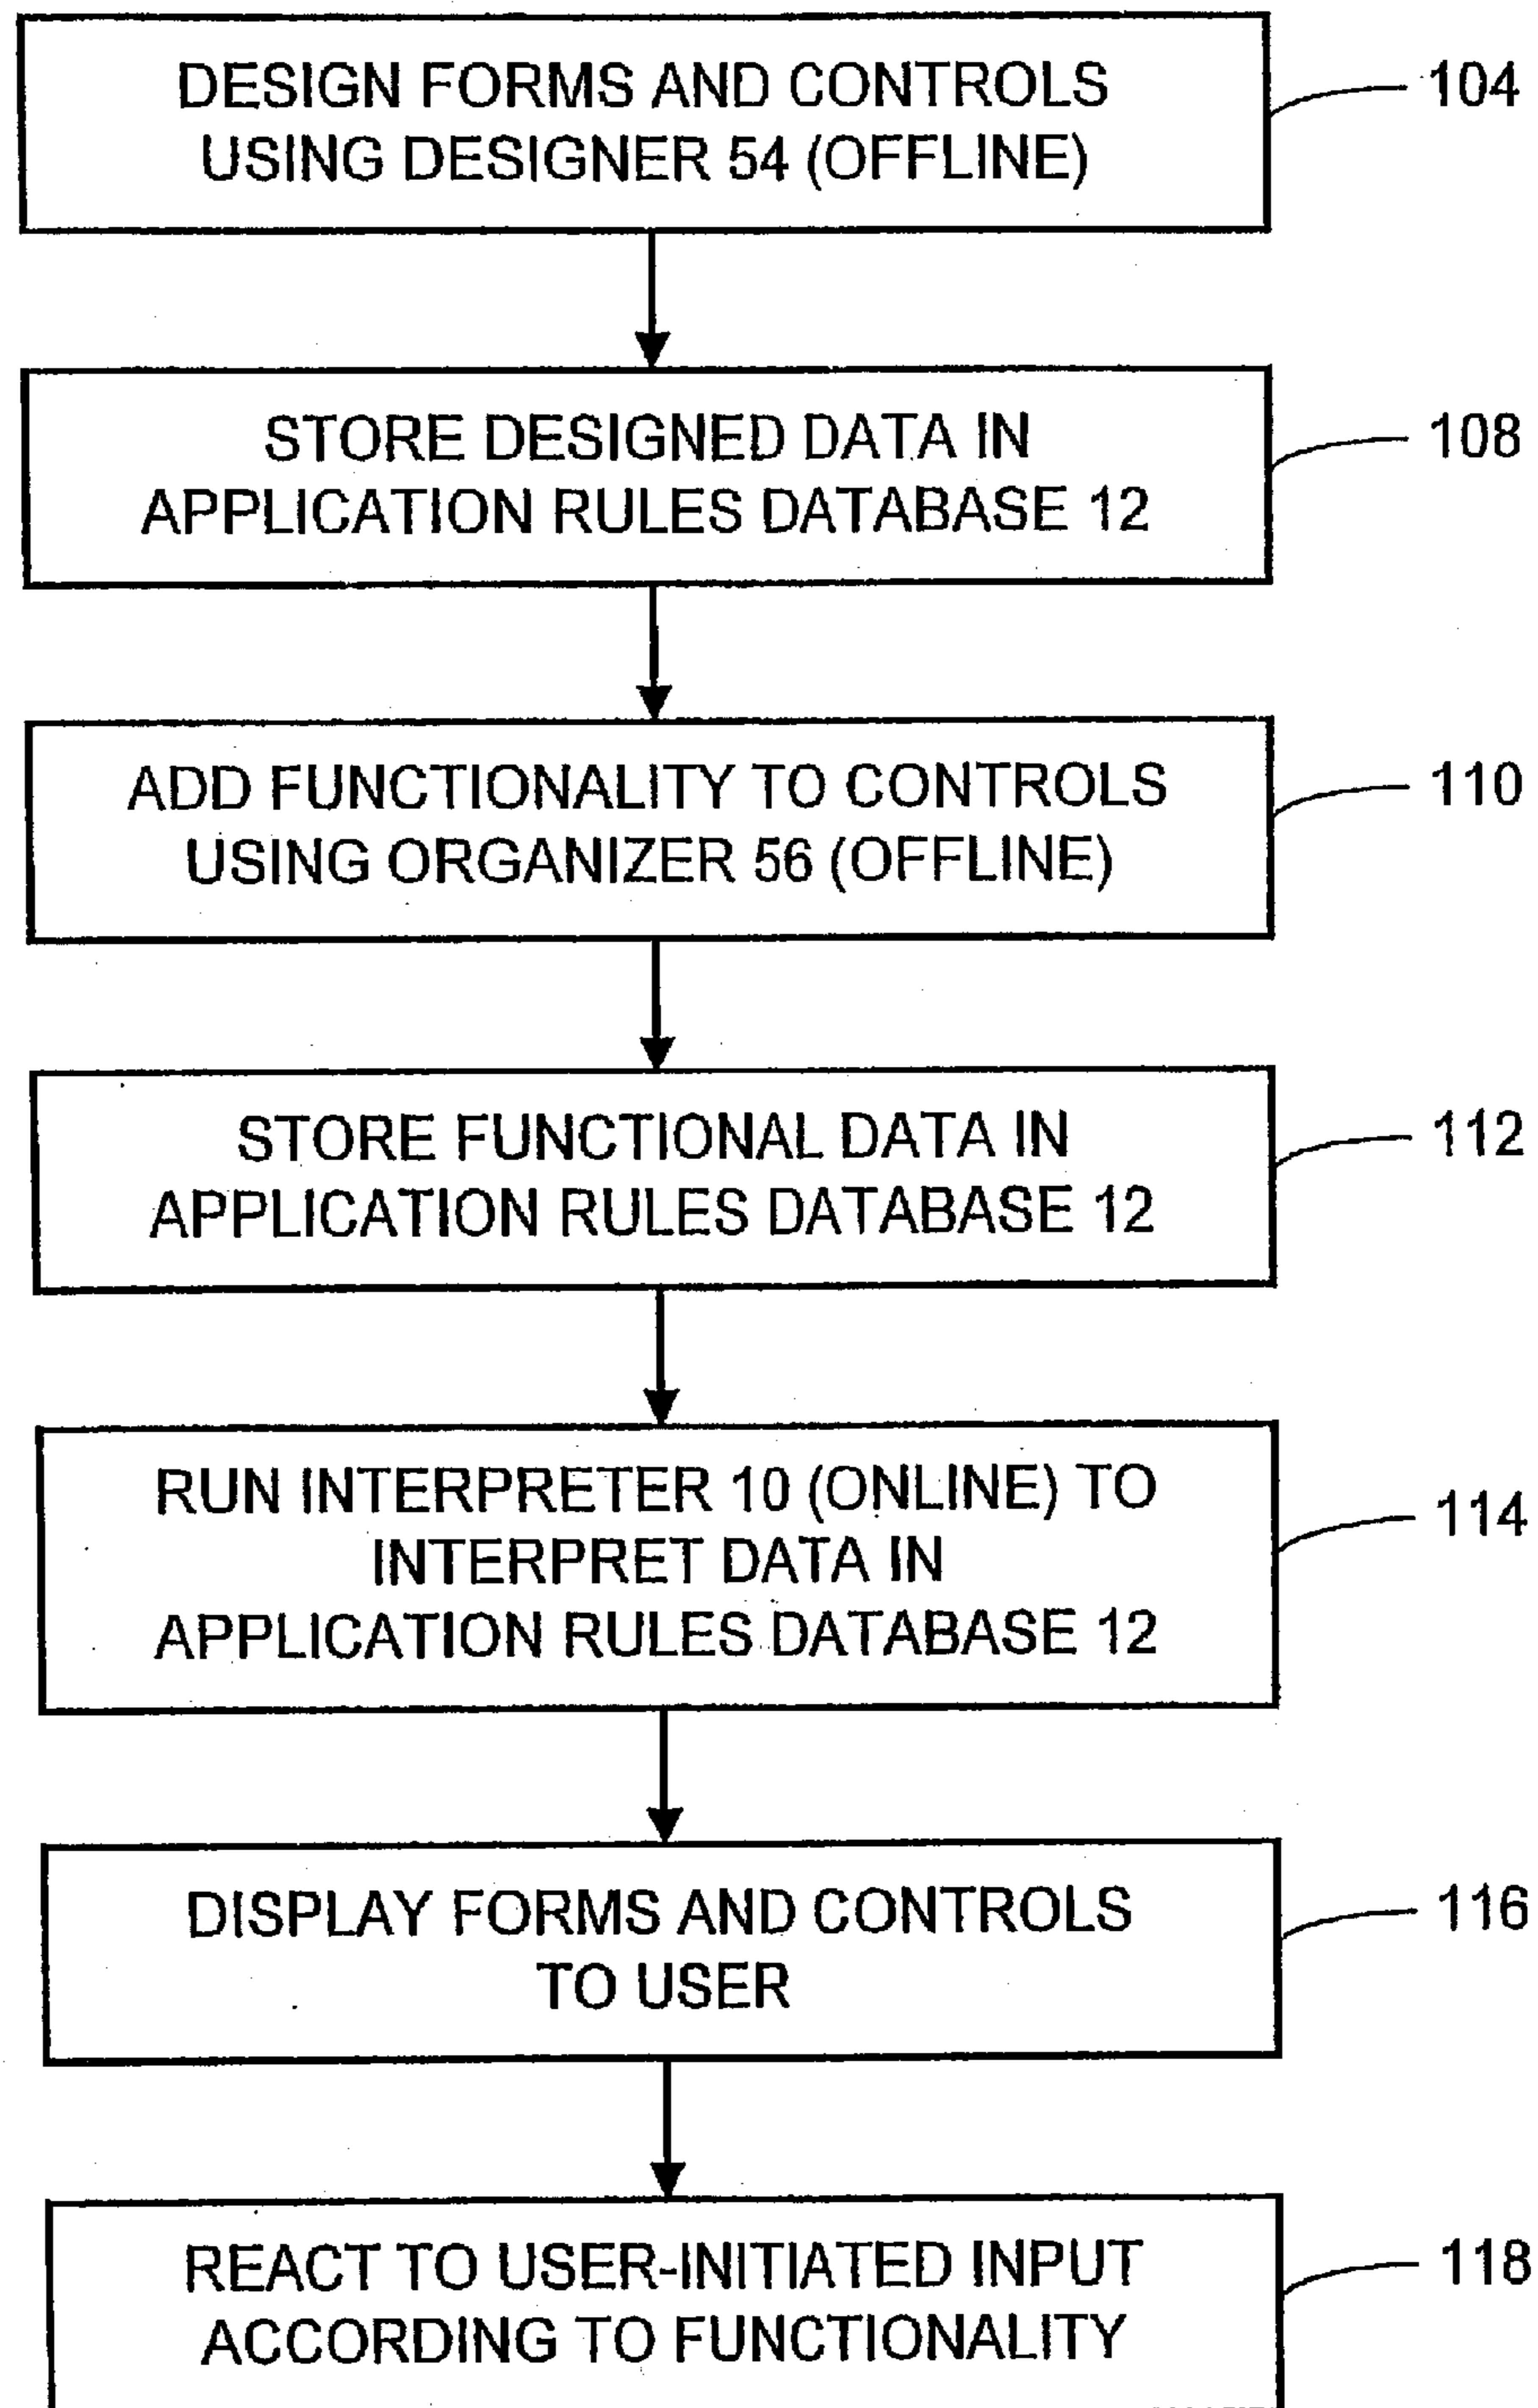 DESIGN FORMS AND CONTROLS
USING DESIGNER 54 (OFFLINE)
104
STORE DESIGNED DATA IN
APPLICATION RULES DATABASE 12
108
ADD FUNCTIONALITY TO CONTROLS
USING ORGANIZER 56 (OFFLINE)
110
STORE FUNCTIONAL DATA IN
APPLICATION RULES DATABASE 12
112
RUN INTERPRETER 10 (ONLINE) TO
INTERPRET DATA IN
APPLICATION RULES DATABASE 12
114
DISPLAY FORMS AND CONTROLS
TO USER
116
REACT TO USER-INITIATED INPUT
ACCORDING TO FUNCTIONALITY
118